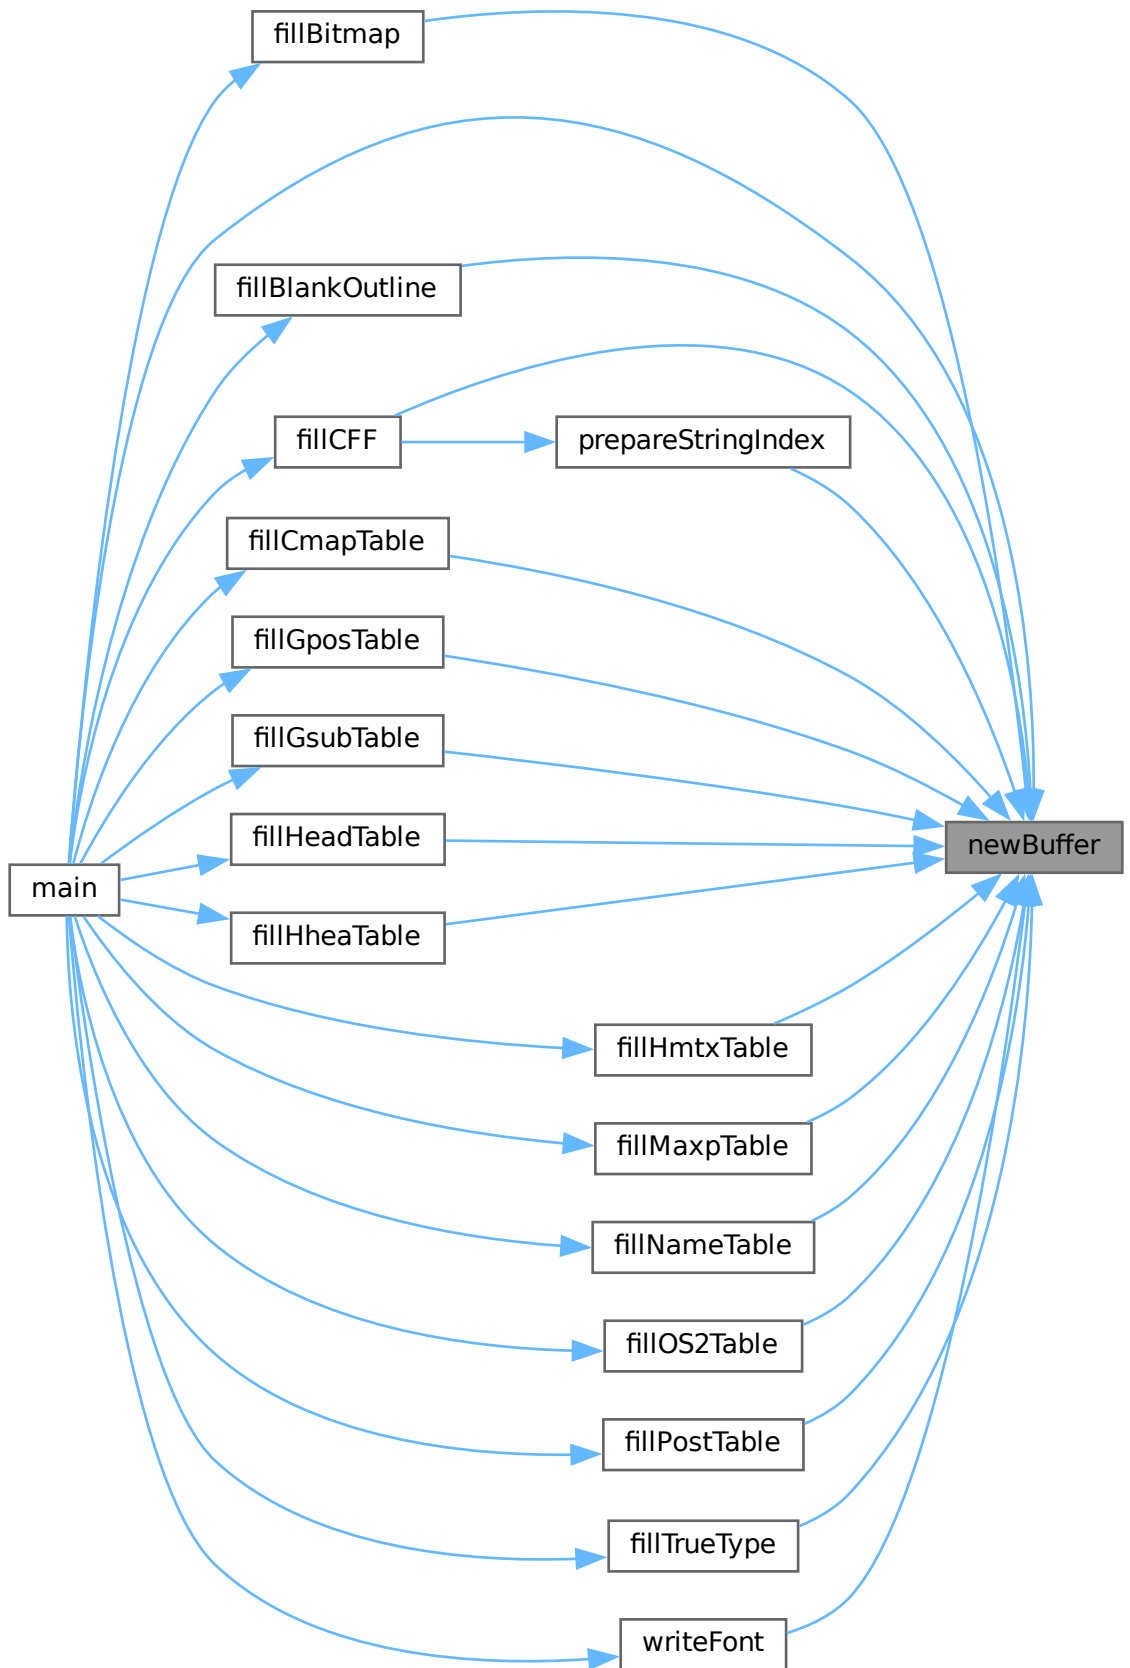 fillBitmap
fillBlankOutline
fillCFF
prepareStringIndex
fillCmapTable
fillGposTable
fillGsubTable
fillHeadTable
newBuffer
main
fillHheaTable
fillHmtxTable
fillMaxpTable
fillNameTable
fillOS2Table
fillPostTable
fillTrueType
writeFont